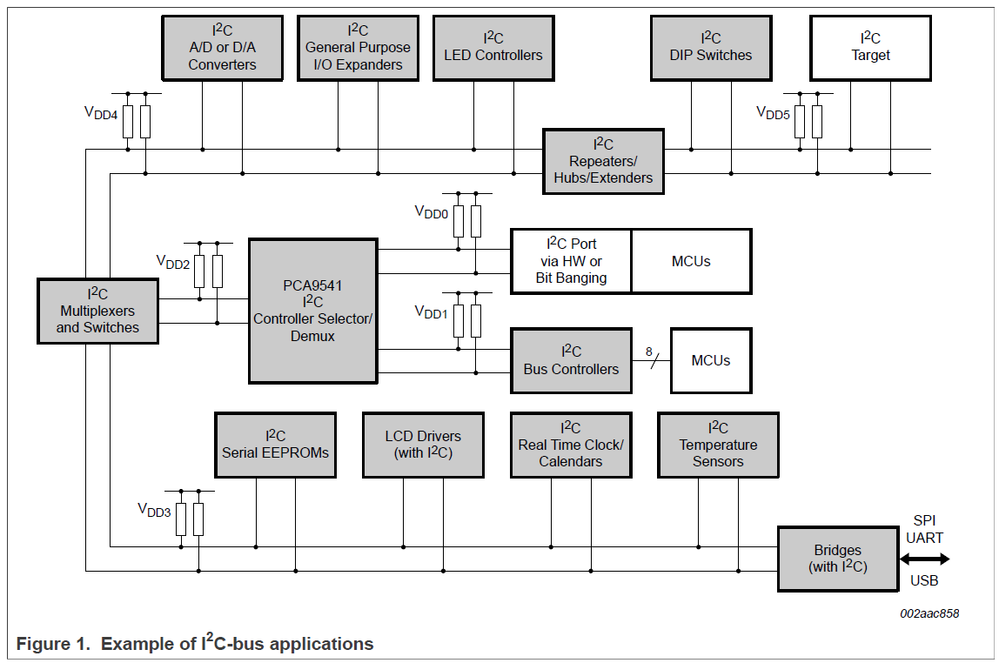 I2C
A/D or D/A
Converters
I2C
General Purpose
I/O Expanders
I2C
LED Controllers
I2C
DIP Switches
I2C
Target
VDD4
VDD5
I2C
Repeaters/
Hubs/Extenders
VDD0
VDD2
I2C Port
via HW or
Bit Banging
MCUs
PCA9541
I2C
Controller Selector/
Demux
I2C
Multiplexers
and Switches
VDD1
I2C
Bus Controllers
8
MCUs
I2C
Serial EEPROMs
LCD Drivers
(with I2C)
I2C
Real Time Clock/
Calendars
I2C
Temperature
Sensors
VDD3
SPI
UART
Bridges
(with I2C)
USB
002aac858
Figure 1. Example of I2C-bus applications